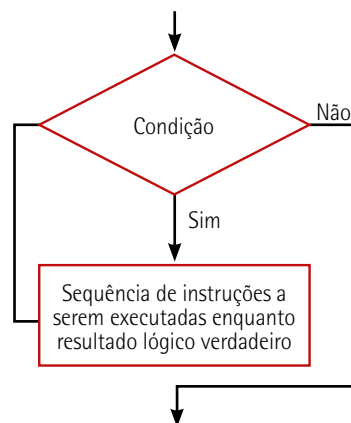 Condição
Não
Sim
Sequência de instruções a
serem executadas enquanto
resultado lógico verdadeiro